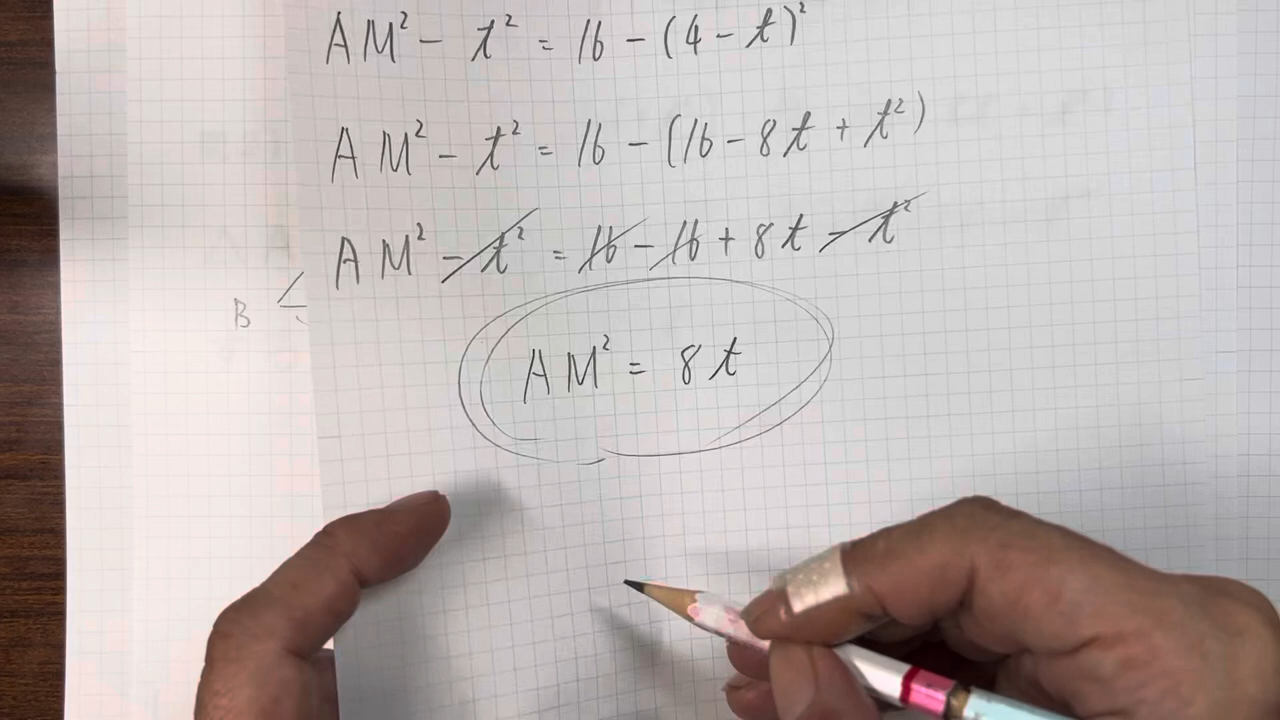 AM² - t² = 16 - (4 - t)²
AM² - t² = 16 - (16 - 8t + t²)
AM² - t² = 16 - 16 + 8t - t²
B
AM² = 8t